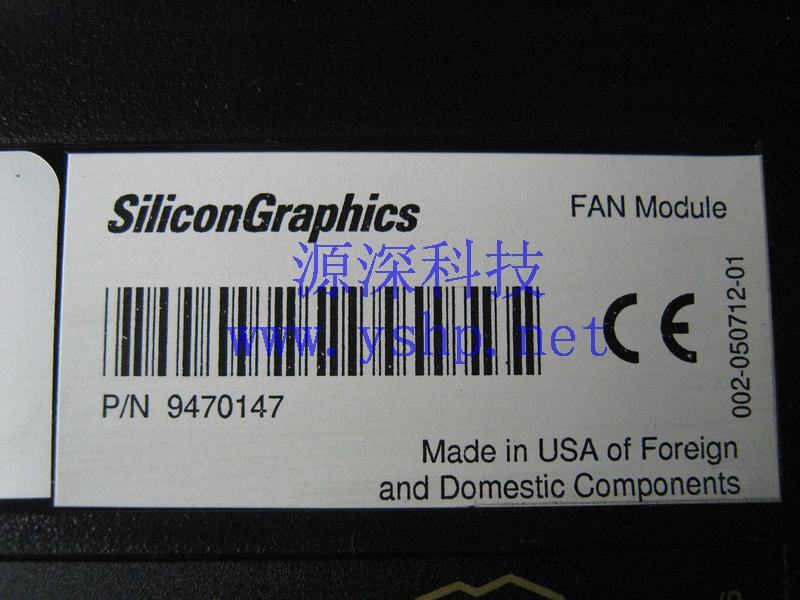 SiliconGraphics
FAN Module
源深科技
www.yshp.net
P/N 9470147
002-050712-01
Made in USA of Foreign
and Domestic Components
CE